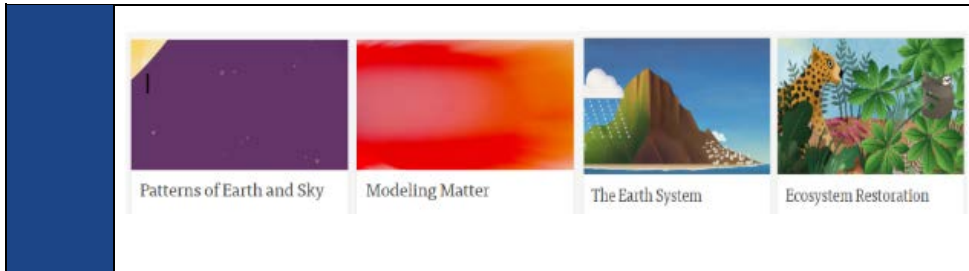 Patterns of Earth and Sky
Modeling Matter
The Earth System
Ecosystem Restoration